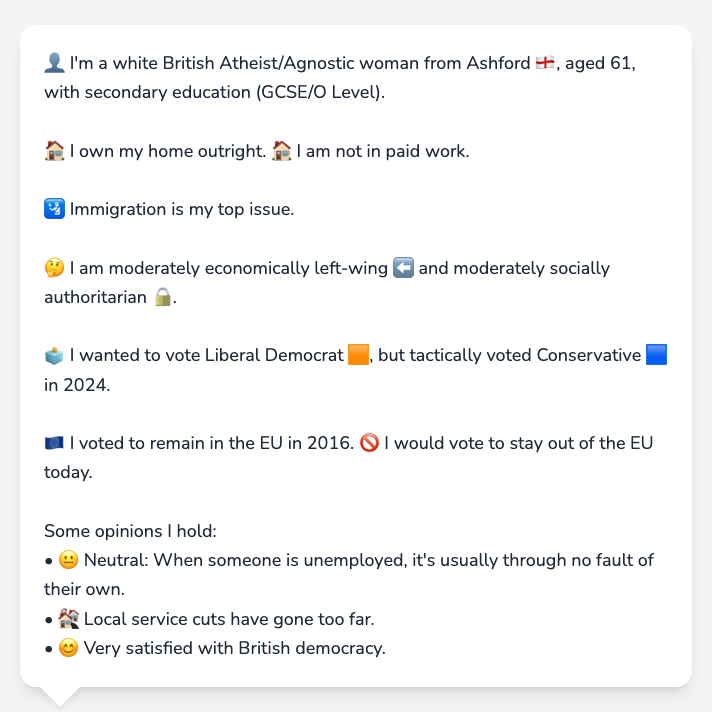 👤 I'm a white British Atheist/Agnostic woman from Ashford 🏴󠁧󠁢󠁥󠁮󠁧󠁿, aged 61,
with secondary education (GCSE/O Level).
🏠 I own my home outright. 🏠 I am not in paid work.
🛂 Immigration is my top issue.
🤔 I am moderately economically left-wing ⬅️ and moderately socially
authoritarian 🔒.
🗳️ I wanted to vote Liberal Democrat 🟧, but tactically voted Conservative 🟦
in 2024.
🇪🇺 I voted to remain in the EU in 2016. 🚫 I would vote to stay out of the EU
today.
Some opinions I hold:
• 😐 Neutral: When someone is unemployed, it's usually through no fault of
their own.
• 🏚️ Local service cuts have gone too far.
• 😊 Very satisfied with British democracy.